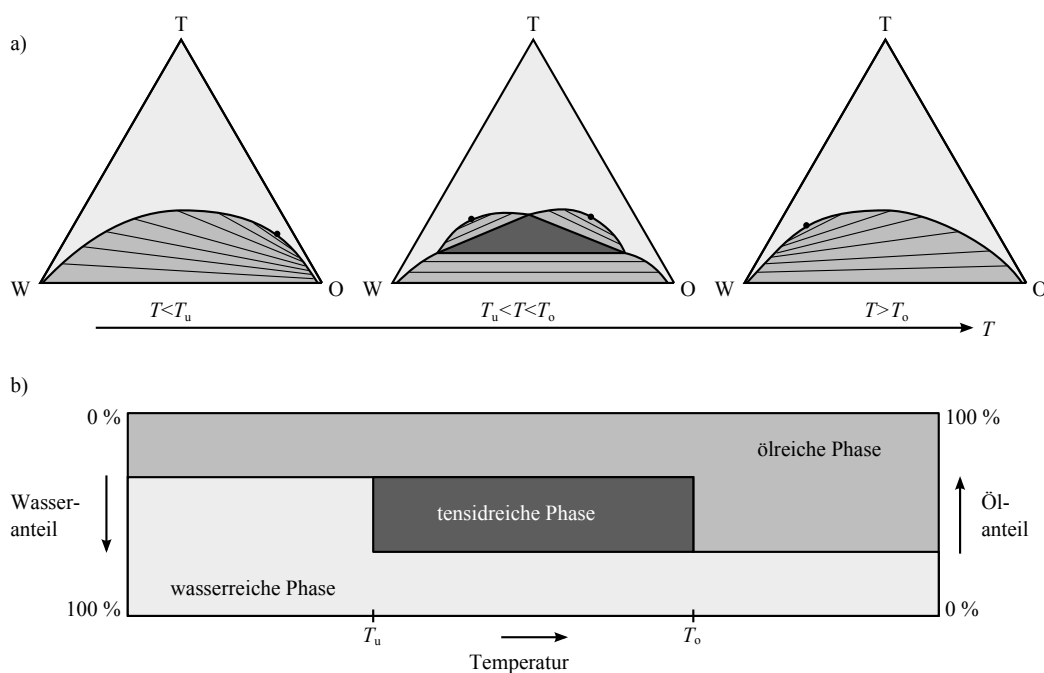 a)
T
T
T
W
O
W
O
W
O
T<Tu
Tu<T<To
T>To
T
b)
0 %
100 %
ölreiche Phase
Wasser-
anteil
tensidreiche Phase
Öl-
anteil
wasserreiche Phase
100 %
0 %
Tu
To
Temperatur